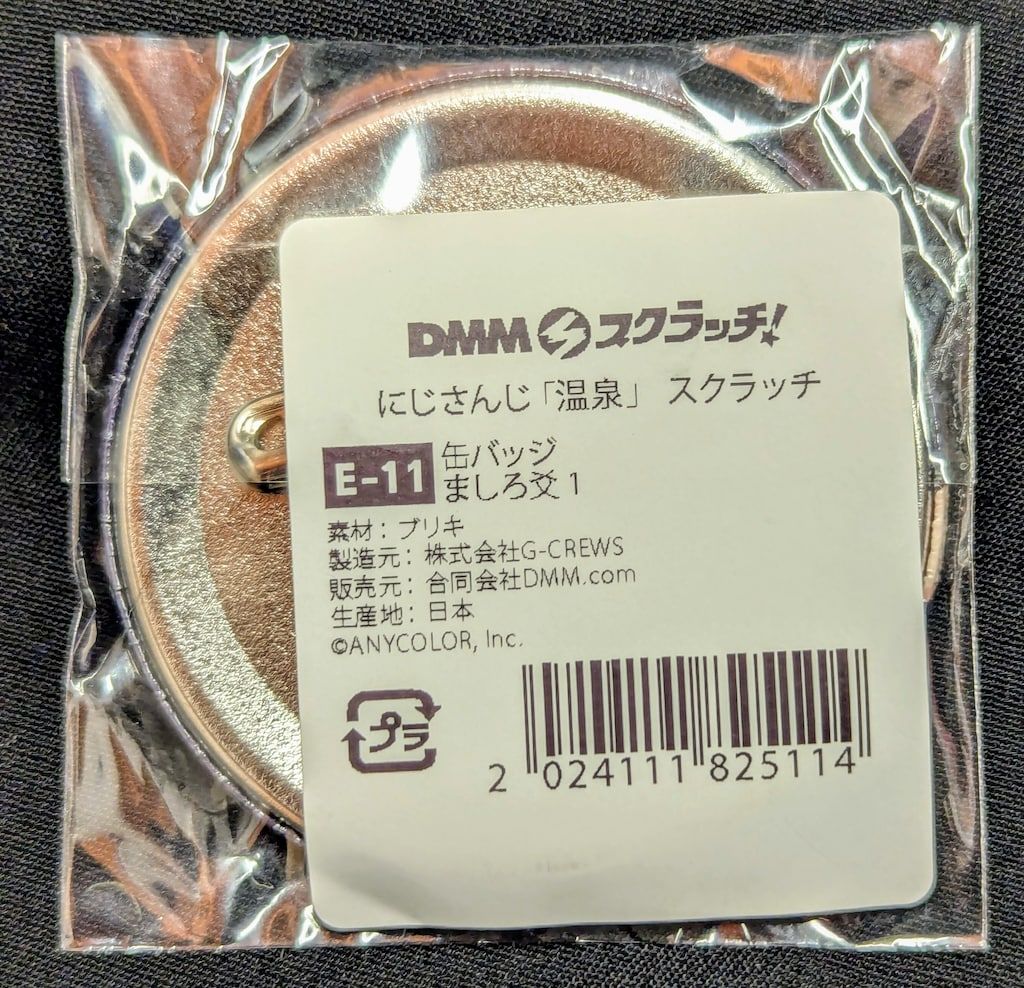 DMMスクラッチ!
にじさんじ「温泉」 スクラッチ
E-11
缶バッジ
ましろ爻 1
素材：ブリキ
製造元：株式会社G-CREWS
販売元：合同会社DMM.com
生産地：日本
©ANYCOLOR, Inc.
プラ
2 024111 825114